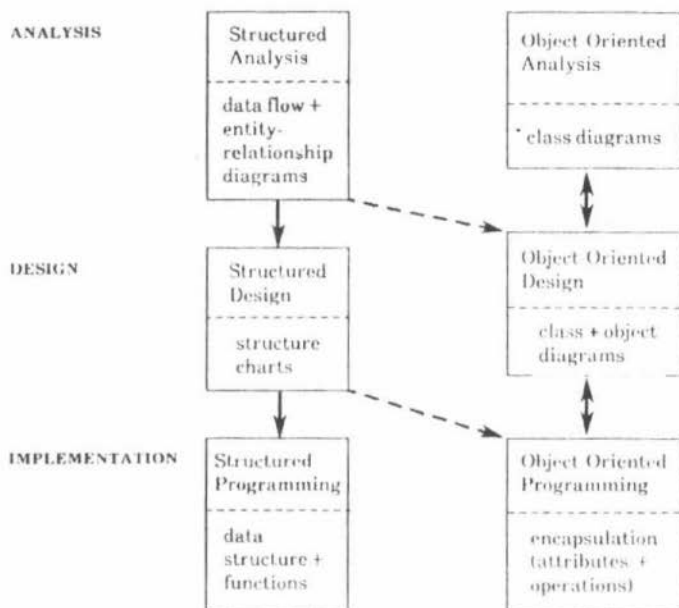 ANALYSIS
Structured
Analysis
data flow +
entity-
relationship
diagrams
Object Oriented
Analysis
class diagrams
DESIGN
Structured
Design
structure
charts
Object Oriented
Design
class + object
diagrams
IMPLEMENTATION
Structured
Programming
data
structure +
functions
Object Oriented
Programming
encapsulation
(attributes +
operations)